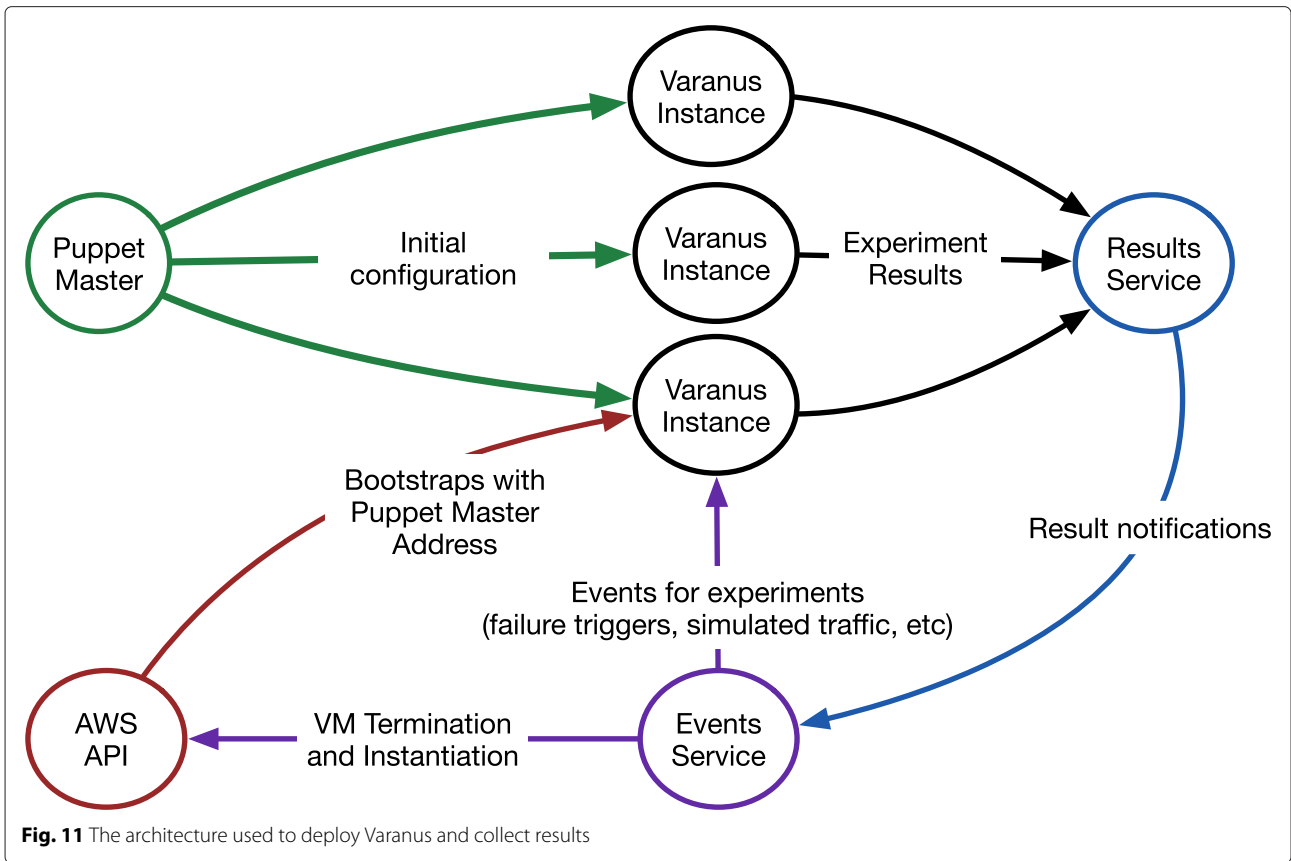 Varanus
Instance
Puppet
Master
Initial
configuration
Varanus
Instance
Experiment
Results
Results
Service
Varanus
Instance
Bootstraps with
Puppet Master
Address
Result notifications
Events for experiments
(failure triggers, simulated traffic, etc)
AWS
API
VM Termination
and Instantiation
Events
Service
Fig. 11 The architecture used to deploy Varanus and collect results